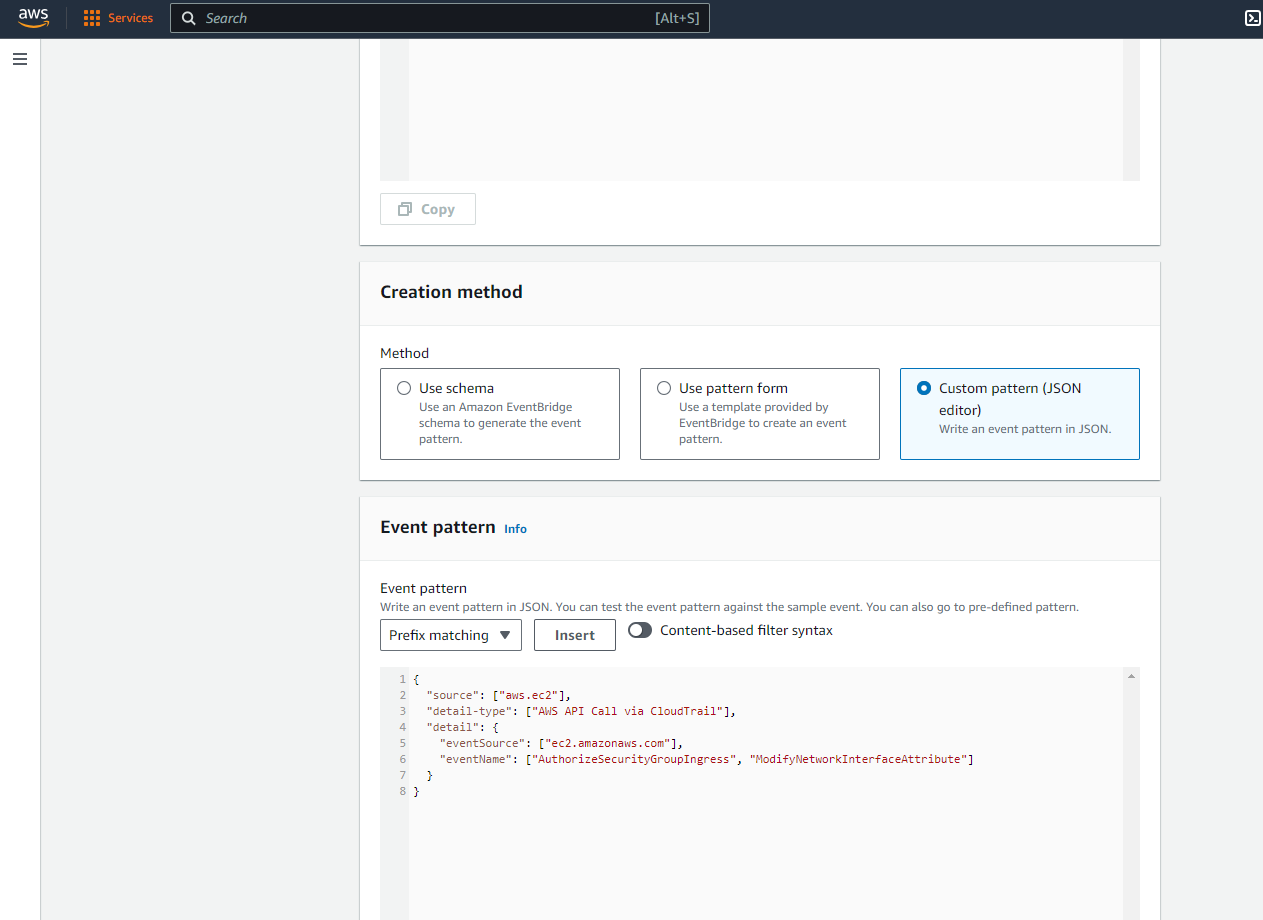 aws
Services
Search
[Alt+S]
Copy
Creation method
Method
Use schema
Use an Amazon EventBridge
schema to generate the event
pattern.
Use pattern form
Use a template provided by
EventBridge to create an event
pattern.
Custom pattern (JSON
editor)
Write an event pattern in JSON.
Event pattern Info
Event pattern
Write an event pattern in JSON. You can test the event pattern against the sample event. You can also go to pre-defined pattern.
Prefix matching
Insert
Content-based filter syntax
1 {
2   "source": ["aws.ec2"],
3   "detail-type": ["AWS API Call via CloudTrail"],
4   "detail": {
5     "eventSource": ["ec2.amazonaws.com"],
6     "eventName": ["AuthorizeSecurityGroupIngress", "ModifyNetworkInterfaceAttribute"]
7   }
8 }